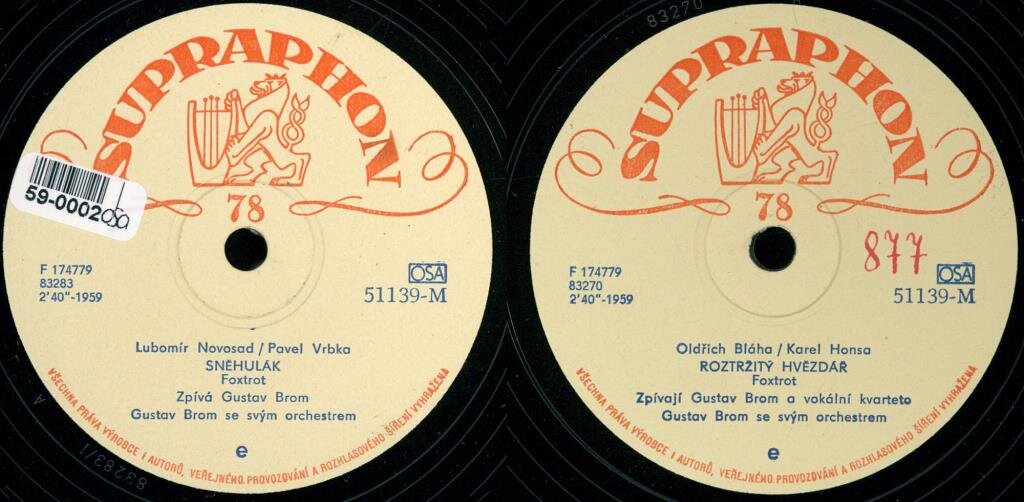 SUPRAPHON
78
59-0002
OSA
F 174779
83283
2'40"-1959
OSA
51139-M
Lubomír Novosad / Pavel Vrbka
SNĚHULÁK
Foxtrot
Zpívá Gustav Brom
Gustav Brom se svým orchestrem
e
VŠECHNA PRÁVA VÝROBCE I AUTORŮ, VEŘEJNÉHO PROVOZOVÁNÍ A ROZHLASOVÉHO ŠÍŘENÍ VYHRAŽENA
A
83283/1
83270
SUPRAPHON
78
877
F 174779
83270
2'40"-1959
OSA
51139-M
Oldřich Bláha / Karel Honsa
ROZTRŽITÝ HVĚZDÁŘ
Foxtrot
Zpívají Gustav Brom a vokální kvarteto
Gustav Brom se svým orchestrem
e
VŠECHNA PRÁVA VÝROBCE I AUTORŮ, VEŘEJNÉHO PROVOZOVÁNÍ A ROZHLASOVÉHO ŠÍŘENÍ VYHRAŽENA